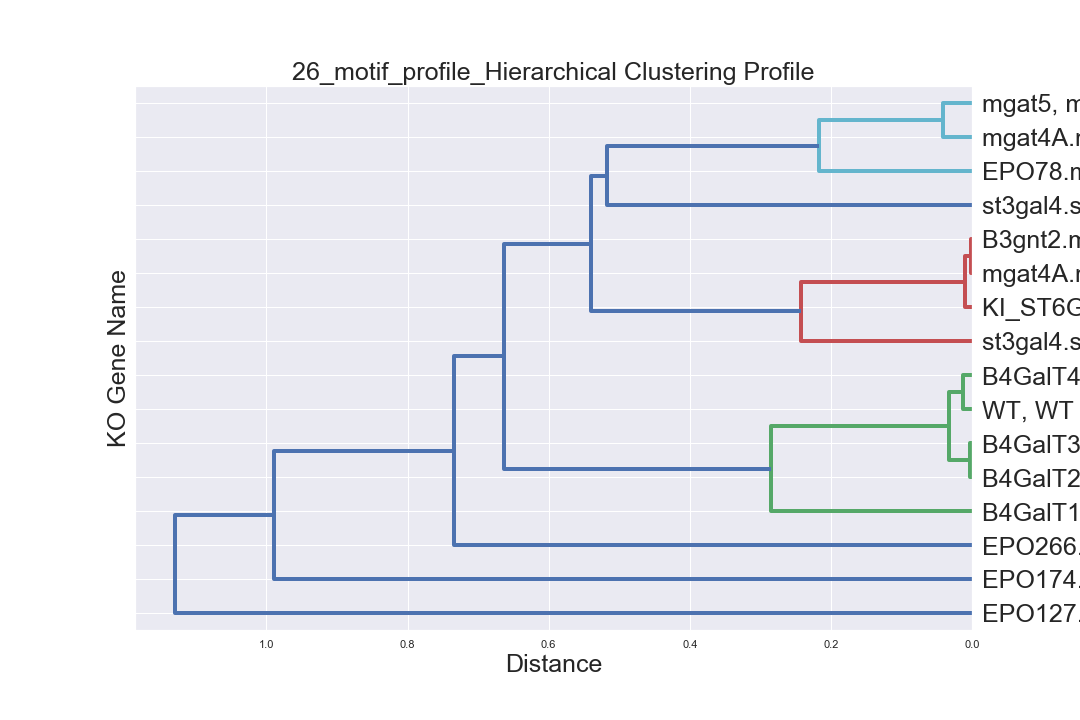 26_motif_profile_Hierarchical Clustering Profile
mgat5, m
mgat4A.
EPO78.
st3gal4.s
B3gnt2.
mgat4A.
KI_ST6G
st3gal4.s
B4GalT4
WT, WT
B4GalT3
B4GalT2
B4GalT1
EPO266.
EPO174.
EPO127.
KO Gene Name
1.0 0.8 0.6 0.4 0.2 0.0
Distance